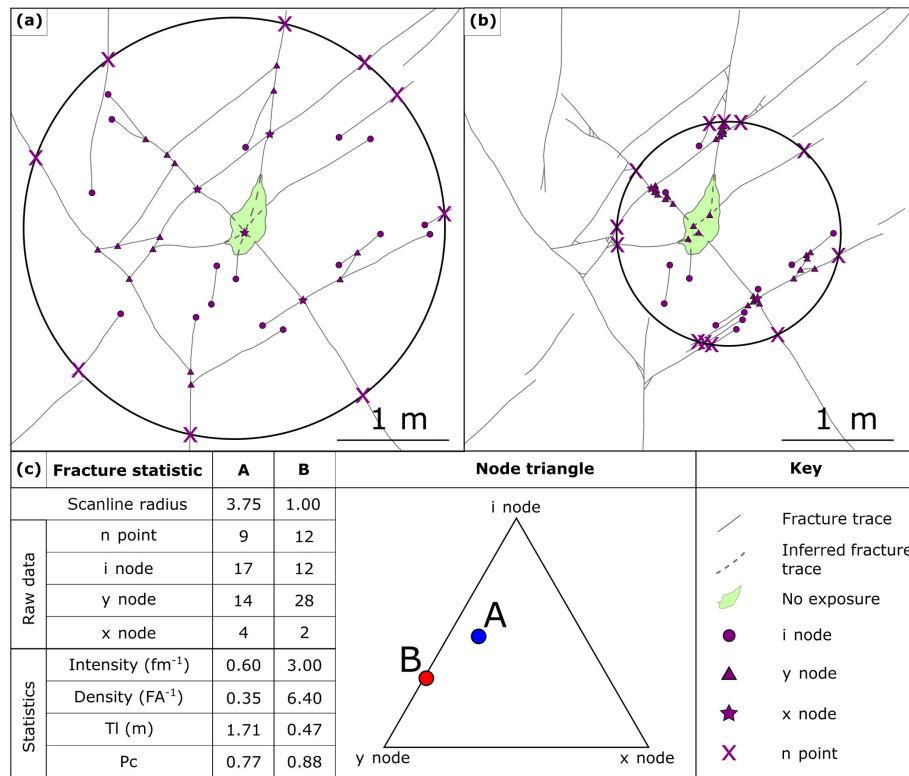 (a)
(b)
1 m
1 m
(c) Fracture statistic A B
Scanline radius 3.75 1.00
Raw data
n point 9 12
i node 17 12
y node 14 28
x node 4 2
Statistics
Intensity (fm⁻¹) 0.60 3.00
Density (FA⁻¹) 0.35 6.40
Tl (m) 1.71 0.47
Pc 0.77 0.88
Node triangle
i node
A
B
y node
x node
Key
Fracture trace
Inferred fracture
trace
No exposure
i node
y node
x node
n point